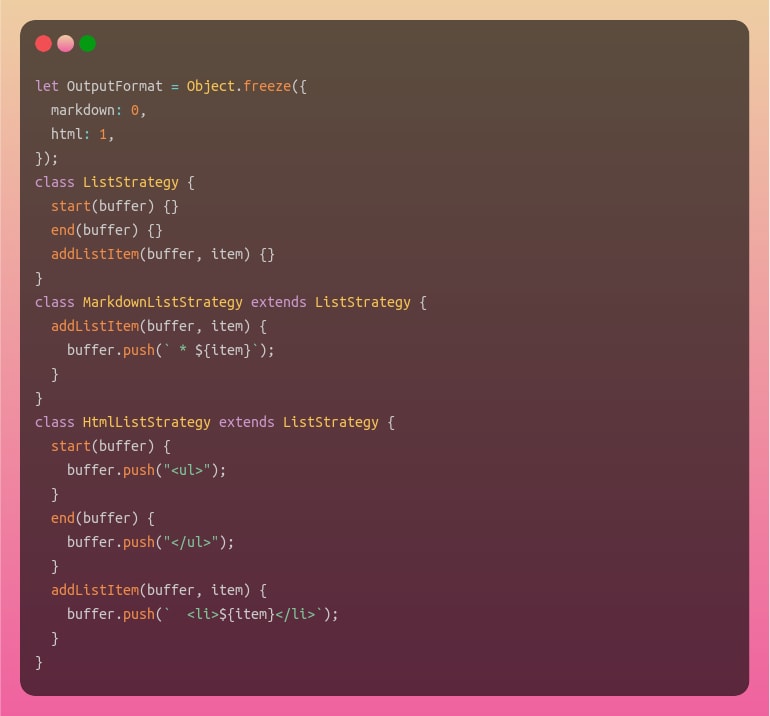 let OutputFormat = Object.freeze({
  markdown: 0,
  html: 1,
});
class ListStrategy {
  start(buffer) {}
  end(buffer) {}
  addListItem(buffer, item) {}
}
class MarkdownListStrategy extends ListStrategy {
  addListItem(buffer, item) {
    buffer.push(` * ${item}`);
  }
}
class HtmlListStrategy extends ListStrategy {
  start(buffer) {
    buffer.push("<ul>");
  }
  end(buffer) {
    buffer.push("</ul>");
  }
  addListItem(buffer, item) {
    buffer.push(`  <li>${item}</li>`);
  }
}